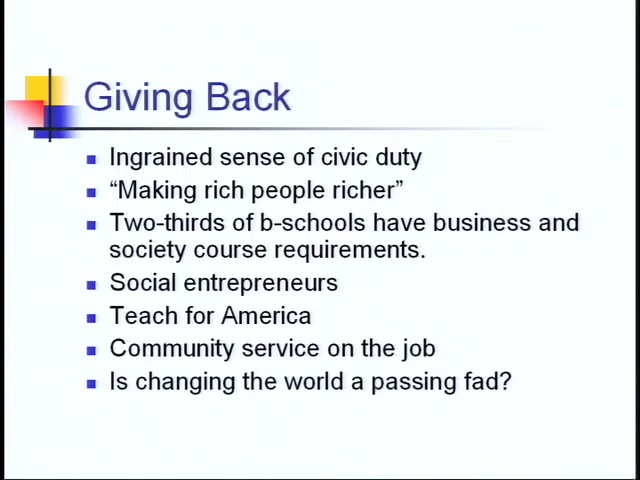 Giving Back
Ingrained sense of civic duty
“Making rich people richer”
Two-thirds of b-schools have business and
society course requirements.
Social entrepreneurs
Teach for America
Community service on the job
Is changing the world a passing fad?